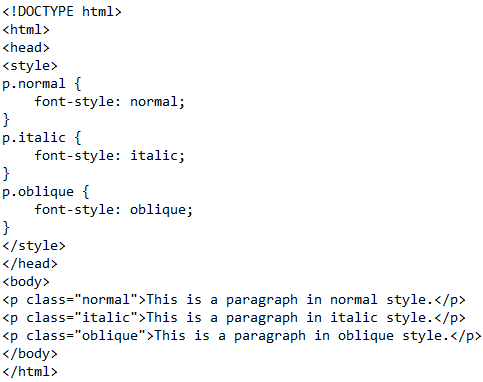 <!DOCTYPE html>
<html>
<head>
<style>
p.normal {
    font-style: normal;
}
p.italic {
    font-style: italic;
}
p.oblique {
    font-style: oblique;
}
</style>
</head>
<body>
<p class="normal">This is a paragraph in normal style.</p>
<p class="italic">This is a paragraph in italic style.</p>
<p class="oblique">This is a paragraph in oblique style.</p>
</body>
</html>